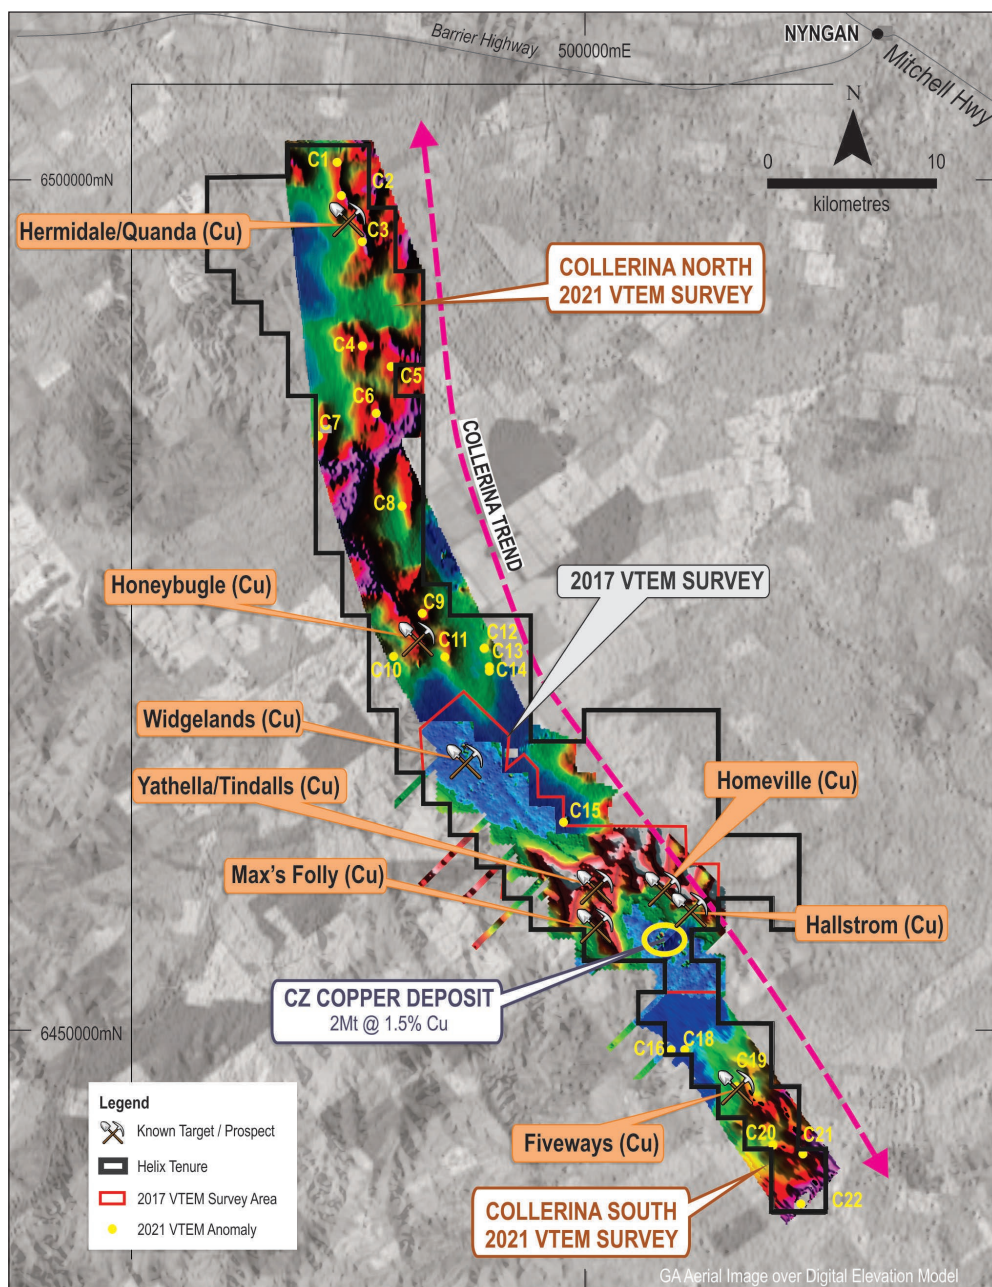 Barrier Highway
500000mE
NYNGAN
Mitchell Hwy
N
0 10
kilometres
6500000mN
C1
C2
Hermidale/Quanda (Cu)
C3
COLLERINA NORTH
2021 VTEM SURVEY
C4
C5
C6
C7
COLLERINA TREND
C8
2017 VTEM SURVEY
Honeybugle (Cu)
C9
C10
C11
C12
C13
C14
Widgelands (Cu)
Yathella/Tindalls (Cu)
Homeville (Cu)
C15
Max's Folly (Cu)
Hallstrom (Cu)
CZ COPPER DEPOSIT
2Mt @ 1.5% Cu
6450000mN
C16
C18
C19
Fiveways (Cu)
C20
C21
C22
COLLERINA SOUTH
2021 VTEM SURVEY
Legend
Known Target / Prospect
Helix Tenure
2017 VTEM Survey Area
2021 VTEM Anomaly
GA Aerial Image over Digital Elevation Model